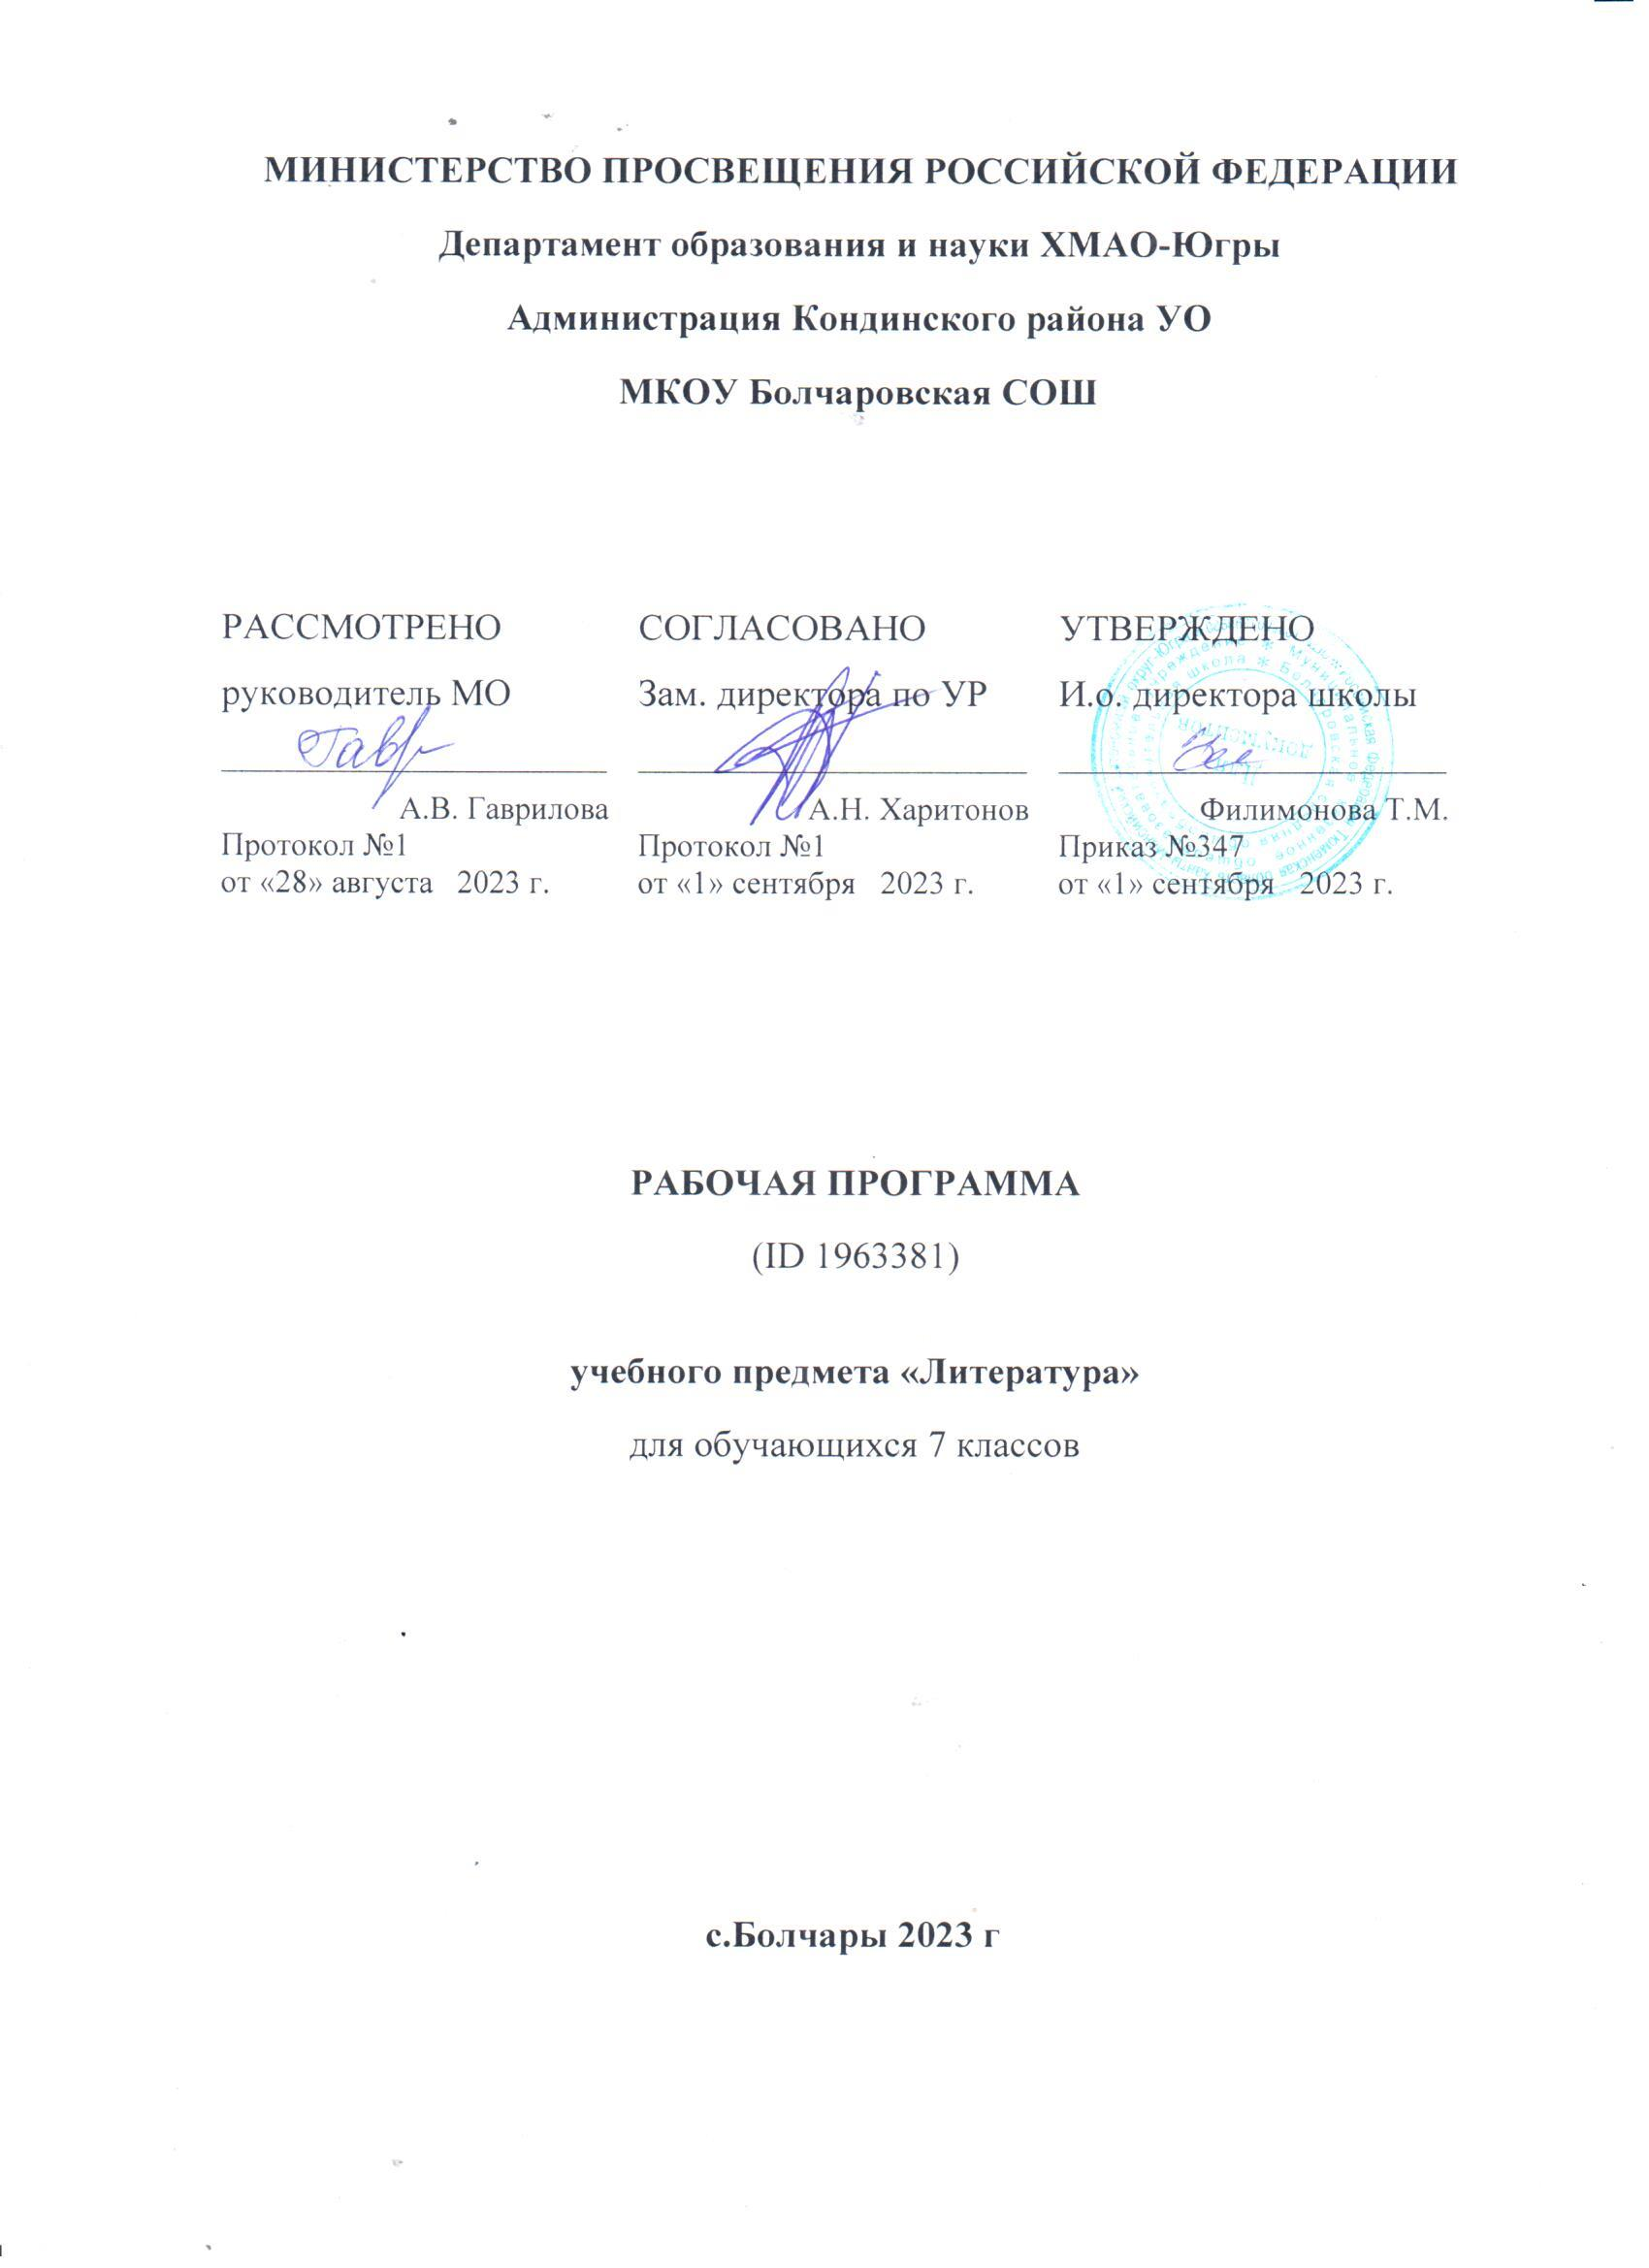 МИНИСТЕРСТВО ПРОСВЕЩЕНИЯ РОССИЙСКОЙ ФЕДЕРАЦИИ
Департамент образования и науки ХМАО-Югры
Администрация Кондинского района УО
МКОУ Болчаровская СОШ
РАССМОТРЕНО
руководитель МО
А.В. Гаврилова
Протокол №1
от «28» августа 2023 г.
СОГЛАСОВАНО
Зам. директора по УР
А.Н. Харитонов
Протокол №1
от «1» сентября 2023 г.
УТВЕРЖДЕНО
И.о. директора школы
Филимонова Т.М.
Приказ №347
от «1» сентября 2023 г.
РАБОЧАЯ ПРОГРАММА
(ID 1963381)
учебного предмета «Литература»
для обучающихся 7 классов
с.Болчары 2023 г